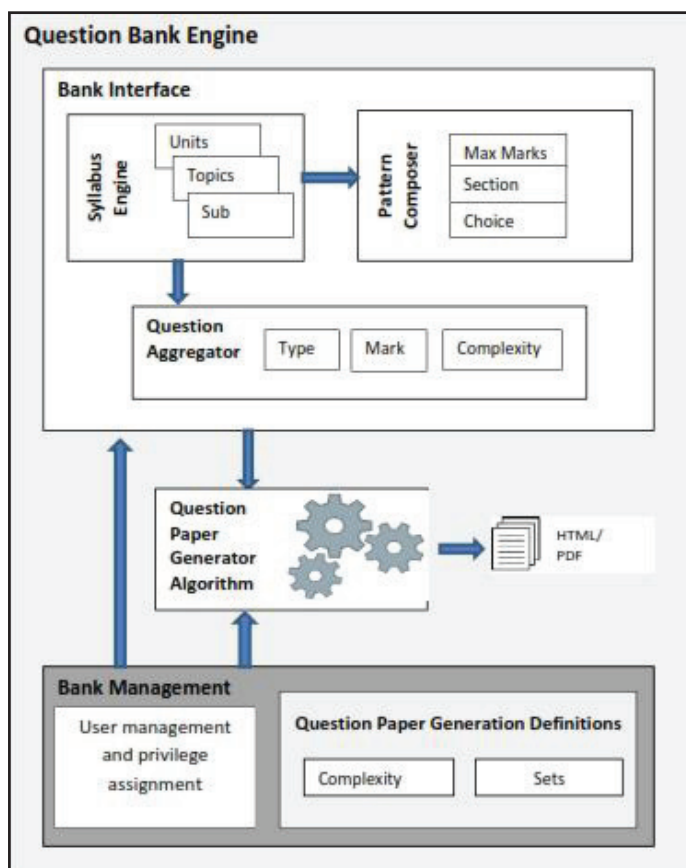 Question Bank Engine
Bank Interface
Syllabus
Engine
Units
Topics
Sub
Pattern
Composer
Max Marks
Section
Choice
Question
Aggregator
Type
Mark
Complexity
Question
Paper
Generator
Algorithm
HTML/
PDF
Bank Management
User management
and privilege
assignment
Question Paper Generation Definitions
Complexity
Sets